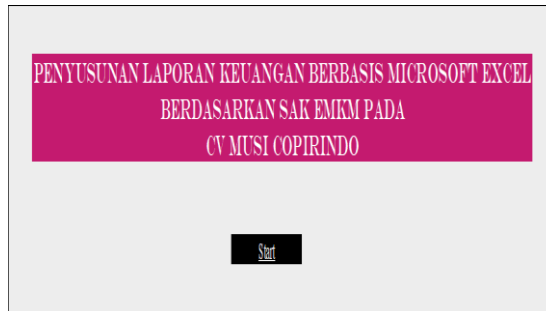 PENYUSUNAN LAPORAN KEUANGAN BERBASIS MICROSOFT EXCEL
BERDASARKAN SAK EMKM PADA
CV MUSI COPIRINDO
Start